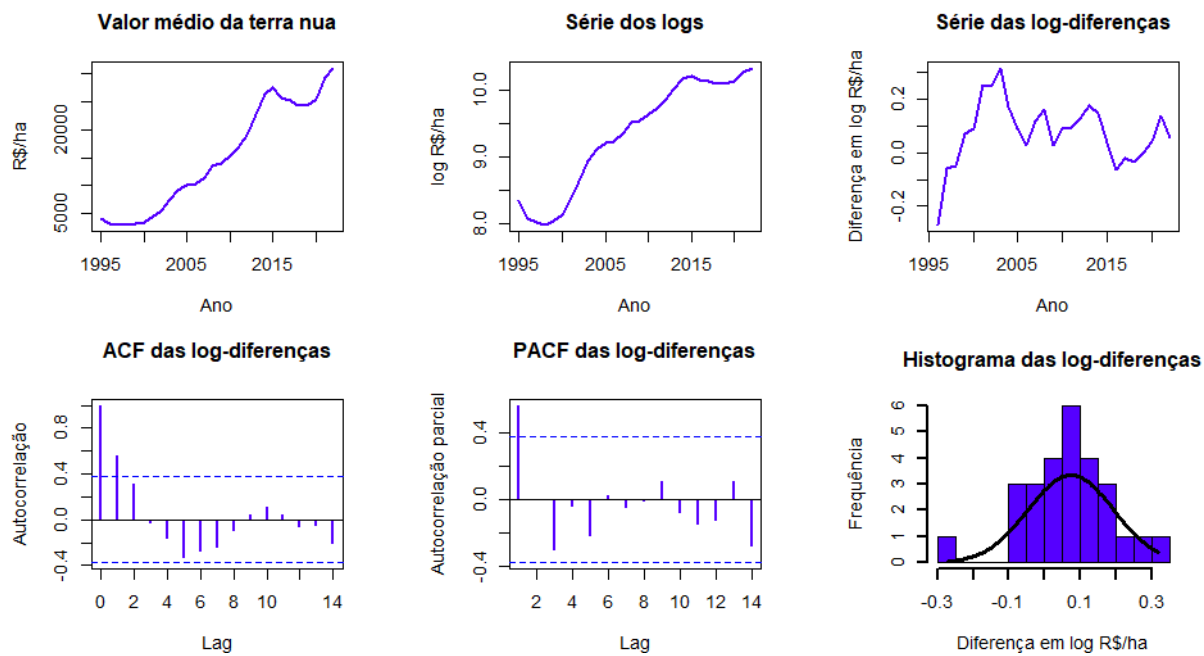 Valor médio da terra nua
R$/ha
5000
20000
1995
2005
2015
Ano
Série dos logs
log R$/ha
8.0
9.0
10.0
1995
2005
2015
Ano
Série das log-diferenças
Diferença em log R$/ha
-0.2
0.0
0.2
1995
2005
2015
Ano
ACF das log-diferenças
Autocorrelação
-0.4
0.0
0.4
0.8
0 2 4 6 8 10 14
Lag
PACF das log-diferenças
Autocorrelação parcial
-0.4
0.0
0.4
2 4 6 8 10 14
Lag
Histograma das log-diferenças
Frequência
0
1
2
3
4
5
6
-0.3
-0.1
0.1
0.3
Diferença em log R$/ha